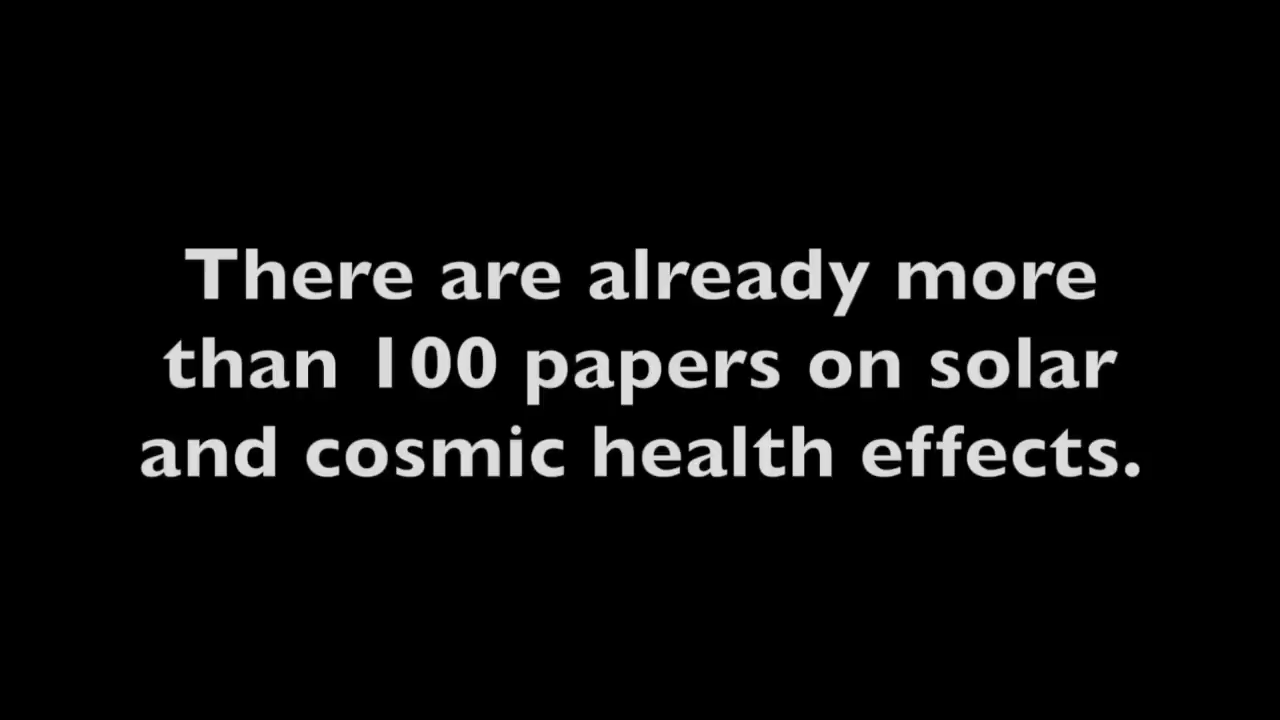 There are already more
than 100 papers on solar
and cosmic health effects.